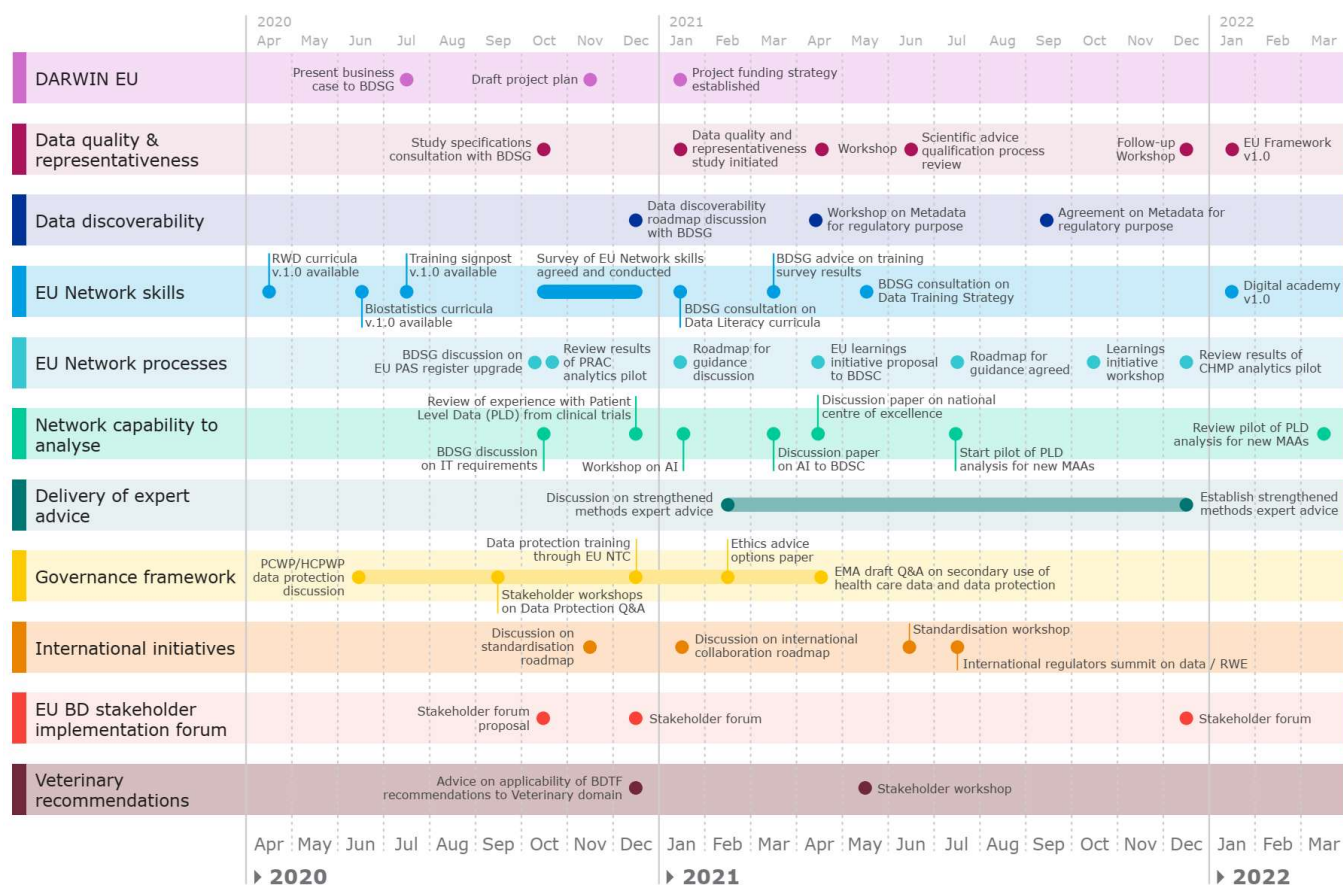 2020
2021
2022
Apr May Jun Jul Aug Sep Oct Nov Dec Jan Feb Mar Apr May Jun Jul Aug Sep Oct Nov Dec Jan Feb Mar
DARWIN EU
Present business
case to BDSG
Draft project plan
Project funding strategy
established
Data quality &
representativeness
Study specifications
consultation with BDSG
Data quality and
representativeness
study initiated
Workshop
Scientific advice
qualification process
review
Follow-up
Workshop
EU Framework
v1.0
Data discoverability
Data discoverability
roadmap discussion
with BDSG
Workshop on Metadata
for regulatory purpose
Agreement on Metadata for
regulatory purpose
EU Network skills
RWD curricula
v.1.0 available
Biostatistics curricula
v.1.0 available
Training signpost
v.1.0 available
Survey of EU Network skills
agreed and conducted
BDSG consultation on
Data Literacy curricula
BDSG advice on training
survey results
BDSG consultation on
Data Training Strategy
Digital academy
v1.0
EU Network processes
BDSG discussion on
EU PAS register upgrade
Review results
of PRAC
analytics pilot
Roadmap for
guidance
discussion
EU learnings
initiative proposal
to BDSC
Roadmap for
guidance agreed
Learnings
initiative
workshop
Review results of
CHMP analytics pilot
Network capability to
analyse
Review of experience with Patient
Level Data (PLD) from clinical trials
BDSG discussion
on IT requirements
Workshop on AI
Discussion paper
on AI to BDSC
Discussion paper on national
centre of excellence
Start pilot of PLD
analysis for new MAAs
Review pilot of PLD
analysis for new MAAs
Delivery of expert
advice
Discussion on strengthened
methods expert advice
Establish strengthened
methods expert advice
Governance framework
PCWP/HCPWP
data protection
discussion
Stakeholder workshops
on Data Protection Q&A
Data protection training
through EU NTC
Ethics advice
options paper
EMA draft Q&A on secondary use of
health care data and data protection
International initiatives
Discussion on
standardisation
roadmap
Discussion on international
collaboration roadmap
Standardisation workshop
International regulators summit on data / RWE
EU BD stakeholder
implementation forum
Stakeholder forum
proposal
Stakeholder forum
Stakeholder forum
Veterinary
recommendations
Advice on applicability of BDTF
recommendations to Veterinary domain
Stakeholder workshop
Apr May Jun Jul Aug Sep Oct Nov Dec Jan Feb Mar Apr May Jun Jul Aug Sep Oct Nov Dec Jan Feb Mar
2020
2021
2022